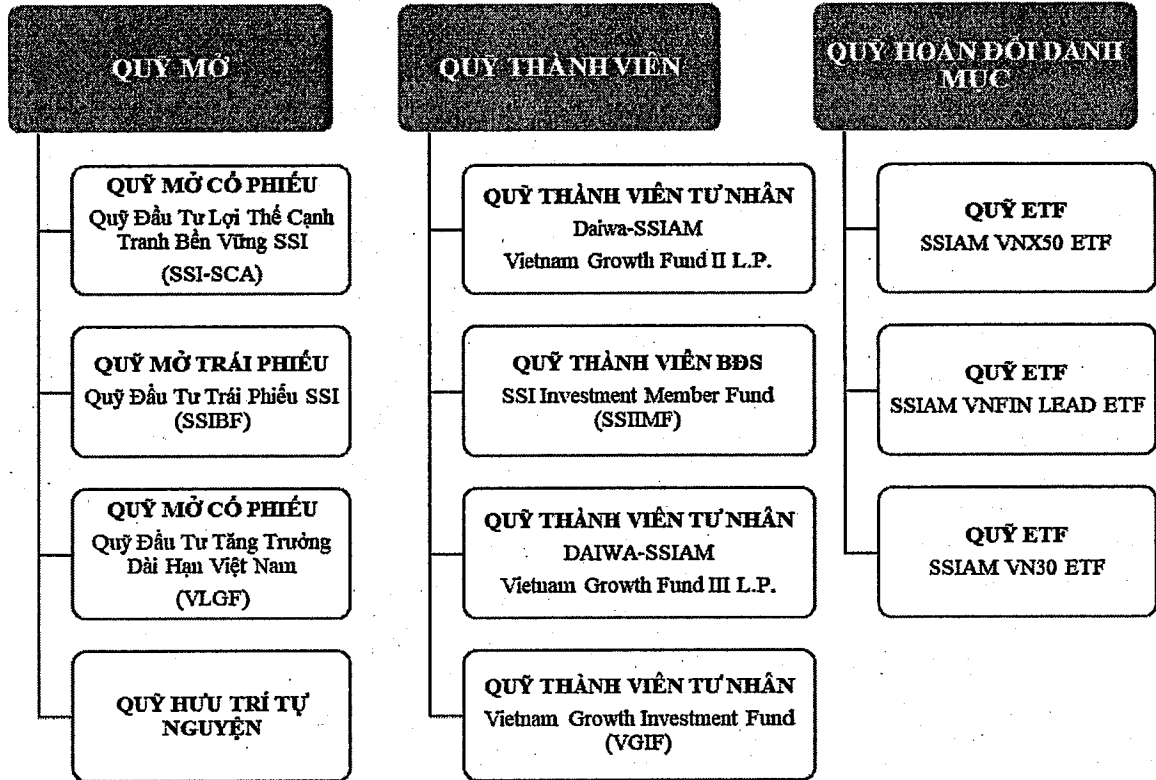 QUỸ MỞ
QUỸ MỞ CỔ PHIẾU
Quỹ Đầu Tư Lợi Thế Cạnh
Tranh Bền Vững SSI
(SSI-SCA)
QUỸ MỞ TRÁI PHIẾU
Quỹ Đầu Tư Trái Phiếu SSI
(SSIBF)
QUỸ MỞ CỔ PHIẾU
Quỹ Đầu Tư Tăng Trưởng
Dài Hạn Việt Nam
(VLGF)
QUỸ HƯU TRÍ TỰ
NGUYỆN
QUỸ THÀNH VIÊN
QUỸ THÀNH VIÊN TƯ NHÂN
Daiwa-SSIAM
Vietnam Growth Fund II L.P.
QUỸ THÀNH VIÊN BĐS
SSI Investment Member Fund
(SSIIMF)
QUỸ THÀNH VIÊN TƯ NHÂN
DAIWA-SSIAM
Vietnam Growth Fund III L.P.
QUỸ THÀNH VIÊN TƯ NHÂN
Vietnam Growth Investment Fund
(VGIF)
QUỸ HOÁN ĐỔI DANH
MỤC
QUỸ ETF
SSIAM VNX50 ETF
QUỸ ETF
SSIAM VNFIN LEAD ETF
QUỸ ETF
SSIAM VN30 ETF